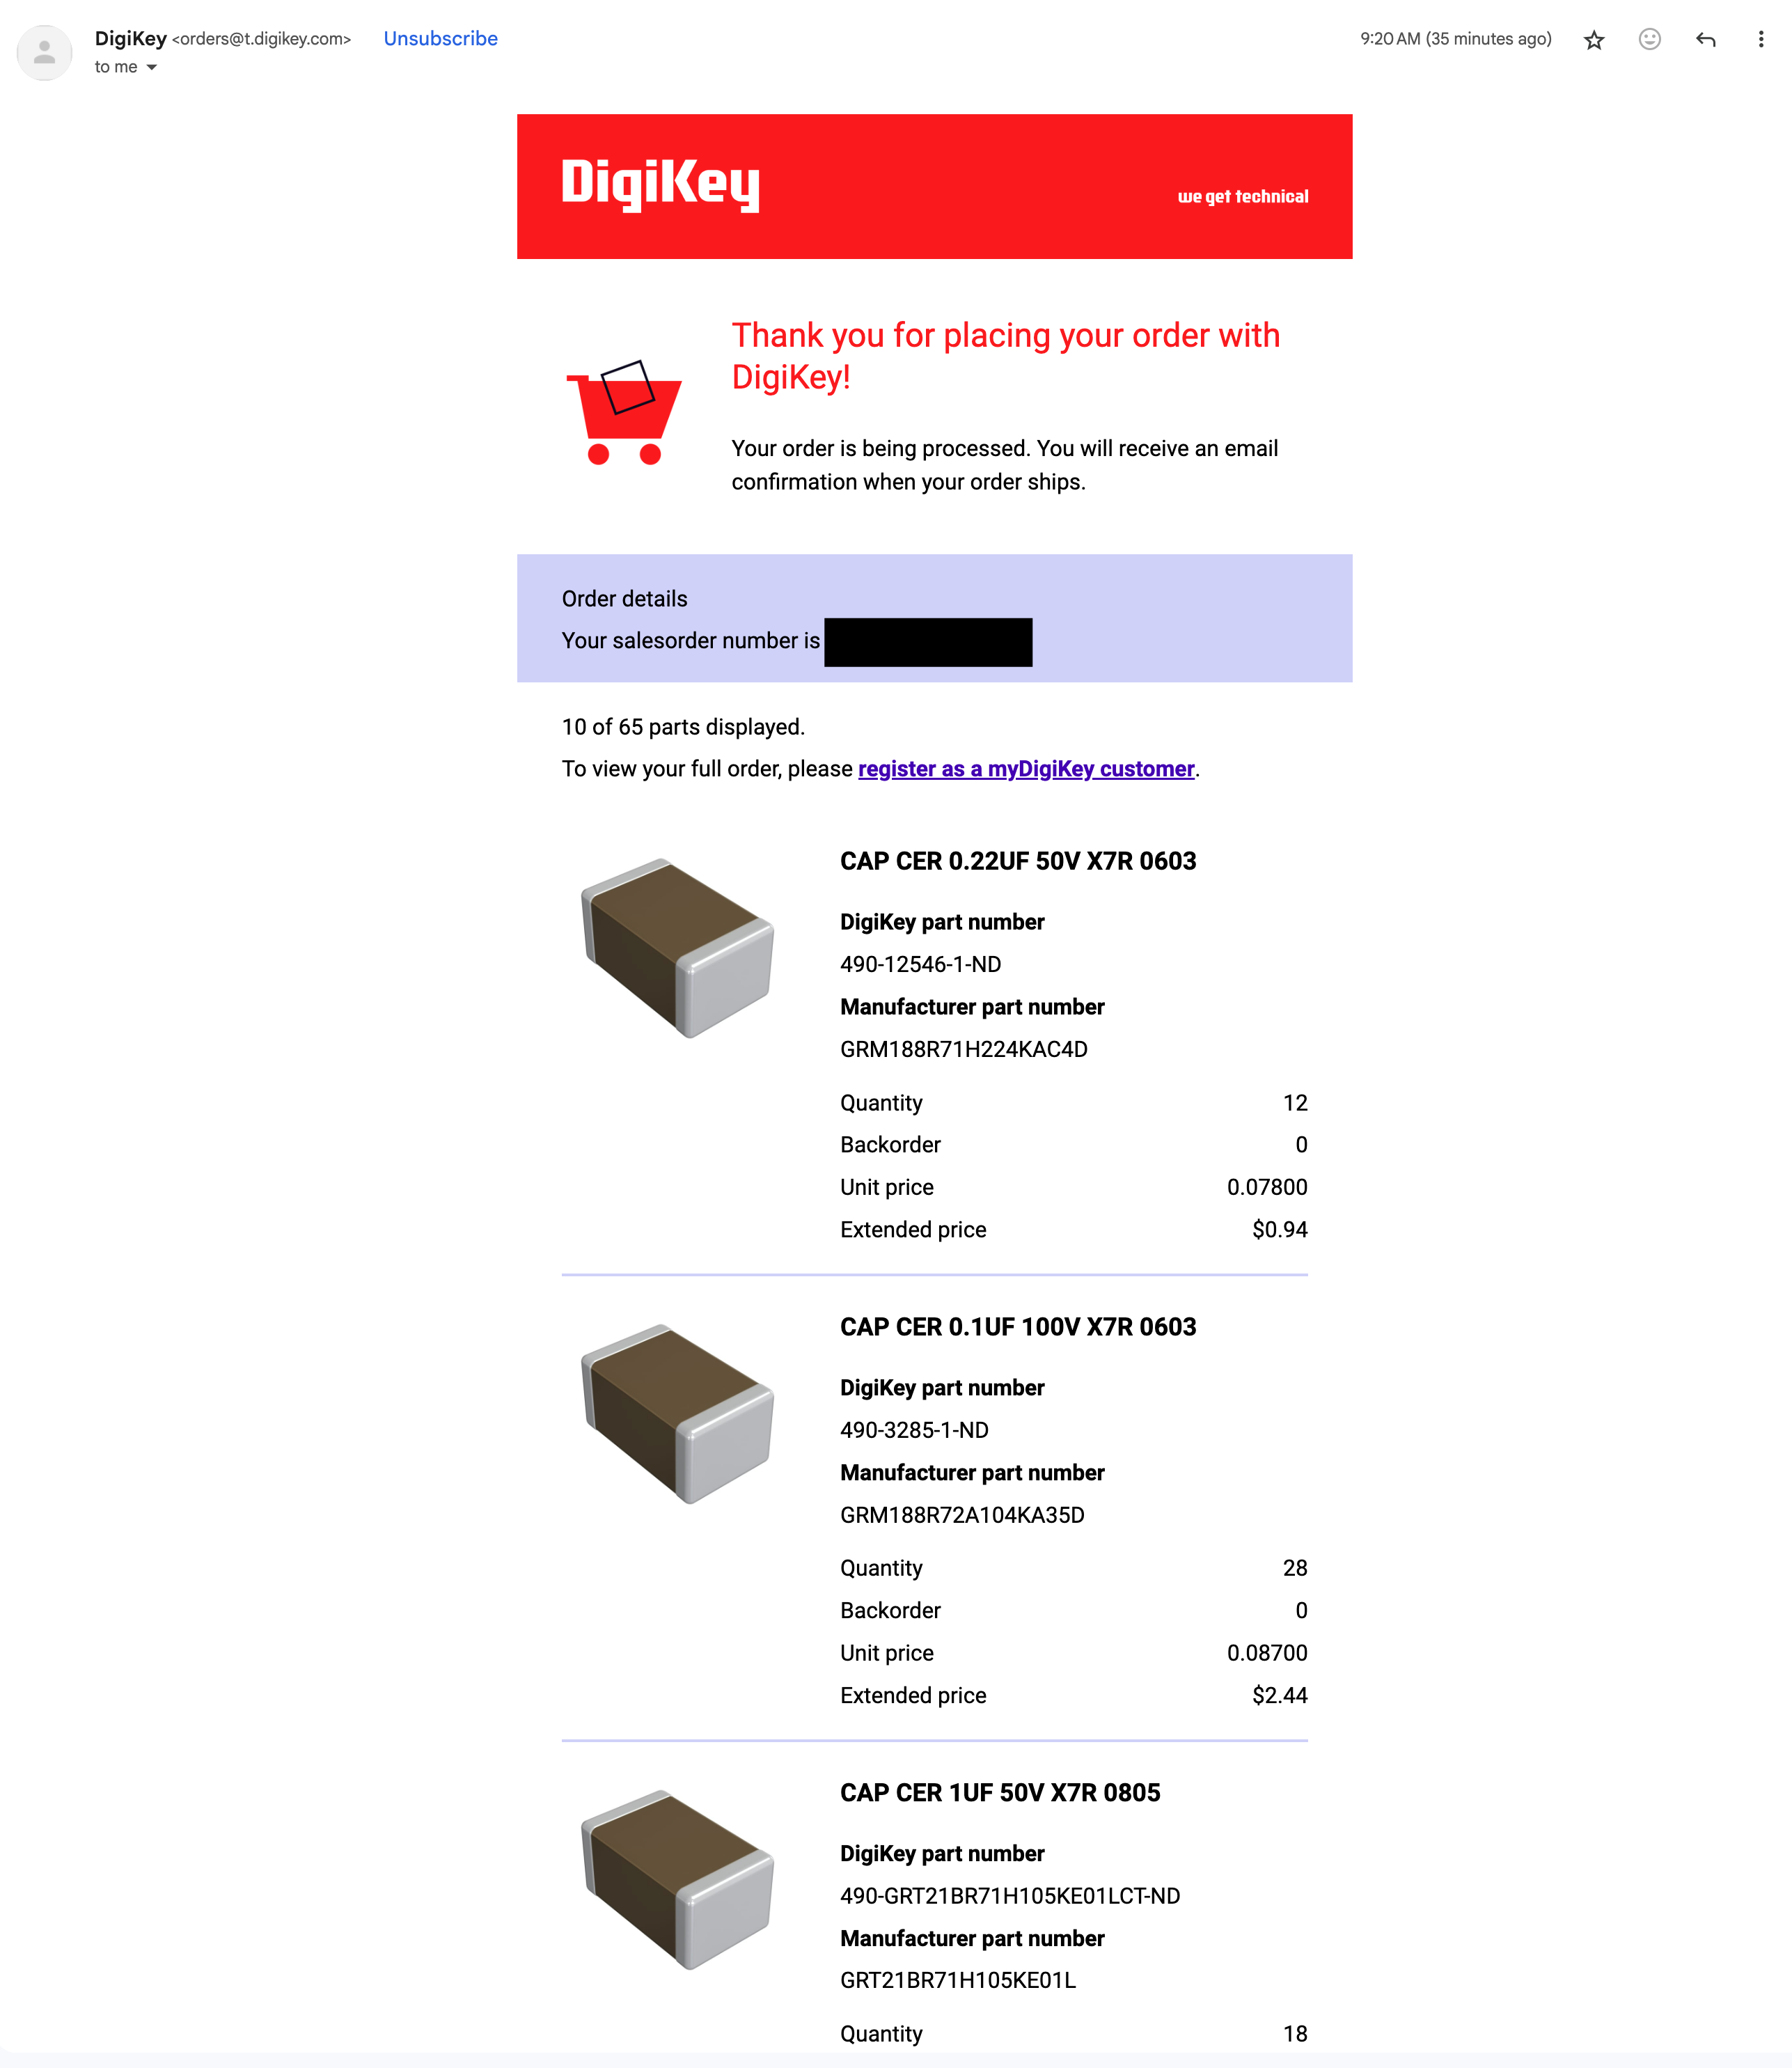 DigiKey <orders@t.digikey.com> Unsubscribe 9:20 AM (35 minutes ago)
to me
DigiKey
we get technical
Thank you for placing your order with
DigiKey!
Your order is being processed. You will receive an email
confirmation when your order ships.
Order details
Your salesorder number is
10 of 65 parts displayed.
To view your full order, please register as a myDigiKey customer.
CAP CER 0.22UF 50V X7R 0603
DigiKey part number
490-12546-1-ND
Manufacturer part number
GRM188R71H224KAC4D
Quantity 12
Backorder 0
Unit price 0.07800
Extended price $0.94
CAP CER 0.1UF 100V X7R 0603
DigiKey part number
490-3285-1-ND
Manufacturer part number
GRM188R72A104KA35D
Quantity 28
Backorder 0
Unit price 0.08700
Extended price $2.44
CAP CER 1UF 50V X7R 0805
DigiKey part number
490-GRT21BR71H105KE01LCT-ND
Manufacturer part number
GRT21BR71H105KE01L
Quantity 18